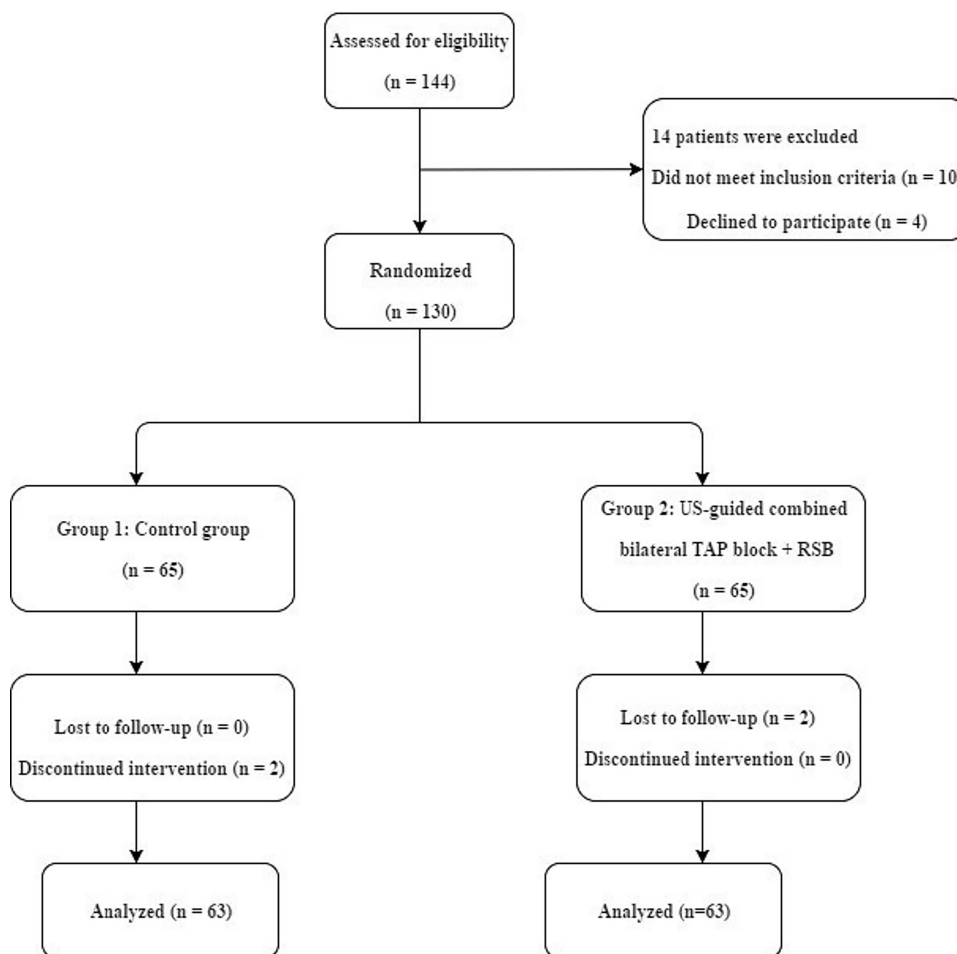 Assessed for eligibility
(n = 144)
14 patients were excluded
Did not meet inclusion criteria (n = 10
Declined to participate (n = 4)
Randomized
(n = 130)
Group 1: Control group
(n = 65)
Group 2: US-guided combined
bilateral TAP block + RSB
(n = 65)
Lost to follow-up (n = 0)
Discontinued intervention (n = 2)
Lost to follow-up (n = 2)
Discontinued intervention (n = 0)
Analyzed (n = 63)
Analyzed (n=63)